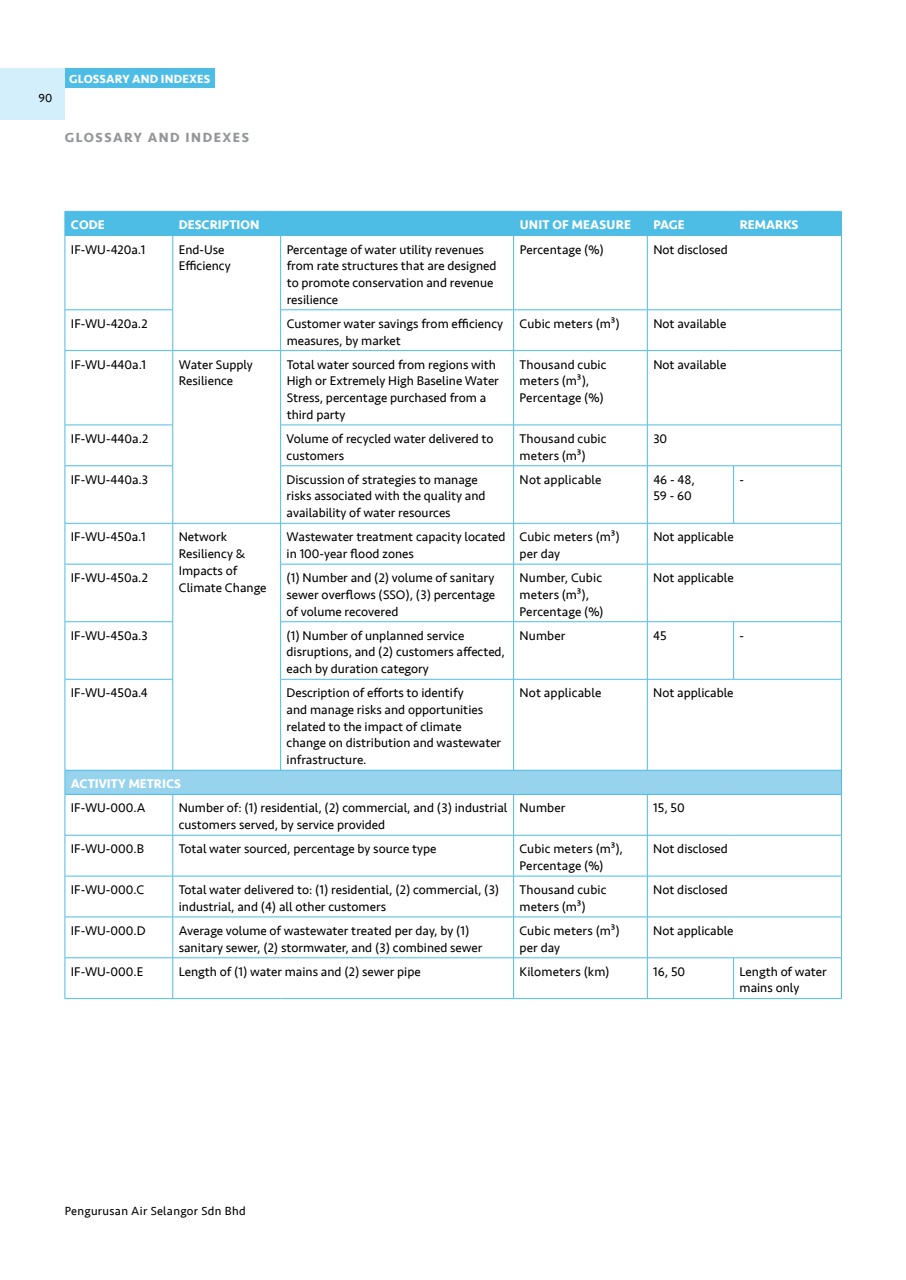 GLOSSARY AND INDEXES
90
GLOSSARY AND INDEXES
CODE DESCRIPTION UNIT OF MEASURE PAGE REMARKS
IF-WU-420a.1 End-Use Percentage of water utility revenues Percentage (%) Not disclosed
Efficiency from rate structures that are designed
to promote conservation and revenue
resilience
IF-WU-420a.2 Customer water savings from efficiency Cubic meters (m³) Not available
measures, by market
IF-WU-440a.1 Water Supply Total water sourced from regions with Thousand cubic Not available
Resilience High or Extremely High Baseline Water meters (m³),
Stress, percentage purchased from a Percentage (%)
third party
IF-WU-440a.2 Volume of recycled water delivered to Thousand cubic 30
customers meters (m³)
IF-WU-440a.3 Discussion of strategies to manage Not applicable 46 - 48, -
risks associated with the quality and 59 - 60
availability of water resources
IF-WU-450a.1 Network Wastewater treatment capacity located Cubic meters (m³) Not applicable
Resiliency & in 100-year flood zones per day
Impacts of
IF-WU-450a.2 Climate Change (1) Number and (2) volume of sanitary Number, Cubic Not applicable
sewer overflows (SSO), (3) percentage meters (m³),
of volume recovered Percentage (%)
IF-WU-450a.3 (1) Number of unplanned service Number 45 -
disruptions, and (2) customers affected,
each by duration category
IF-WU-450a.4 Description of efforts to identify Not applicable Not applicable
and manage risks and opportunities
related to the impact of climate
change on distribution and wastewater
infrastructure.
ACTIVITY METRICS
IF-WU-000.A Number of: (1) residential, (2) commercial, and (3) industrial Number 15, 50
customers served, by service provided
IF-WU-000.B Total water sourced, percentage by source type Cubic meters (m³), Not disclosed
Percentage (%)
IF-WU-000.C Total water delivered to: (1) residential, (2) commercial, (3) Thousand cubic Not disclosed
industrial, and (4) all other customers meters (m³)
IF-WU-000.D Average volume of wastewater treated per day, by (1) Cubic meters (m³) Not applicable
sanitary sewer, (2) stormwater, and (3) combined sewer per day
IF-WU-000.E Length of (1) water mains and (2) sewer pipe Kilometers (km) 16, 50 Length of water
mains only
Pengurusan Air Selangor Sdn Bhd